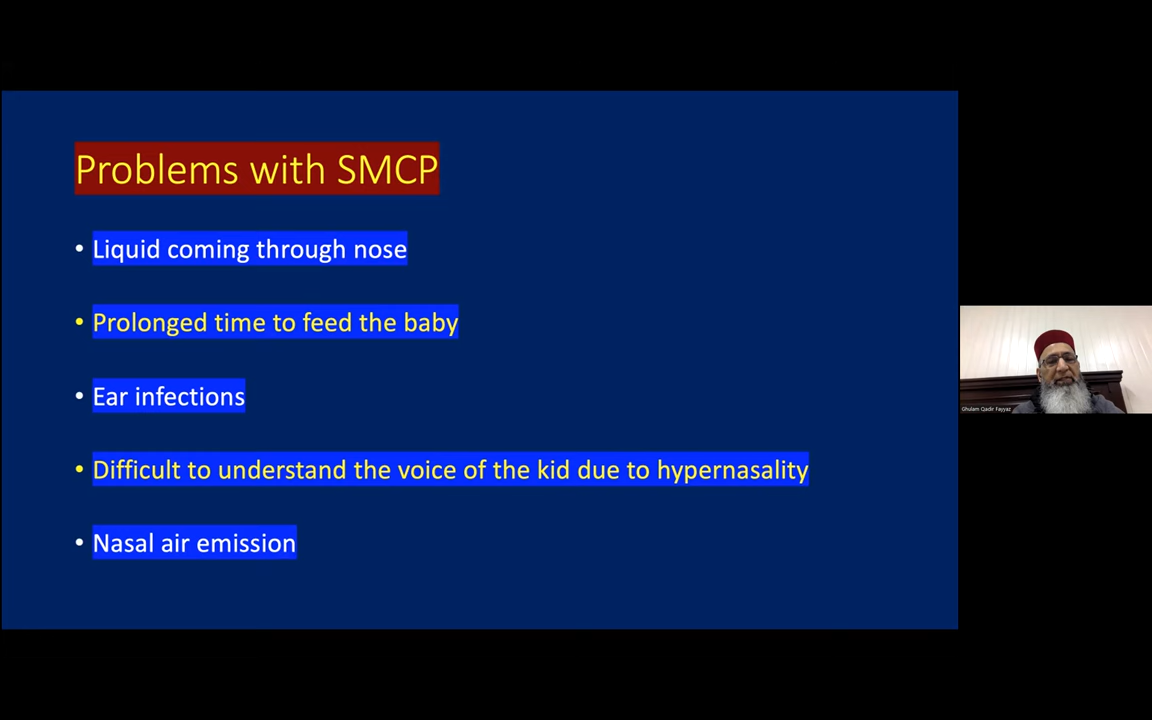 Problems with SMCP
• Liquid coming through nose
• Prolonged time to feed the baby
• Ear infections
• Difficult to understand the voice of the kid due to hypernasality
• Nasal air emission
Ghulam Qadir Fayyaz